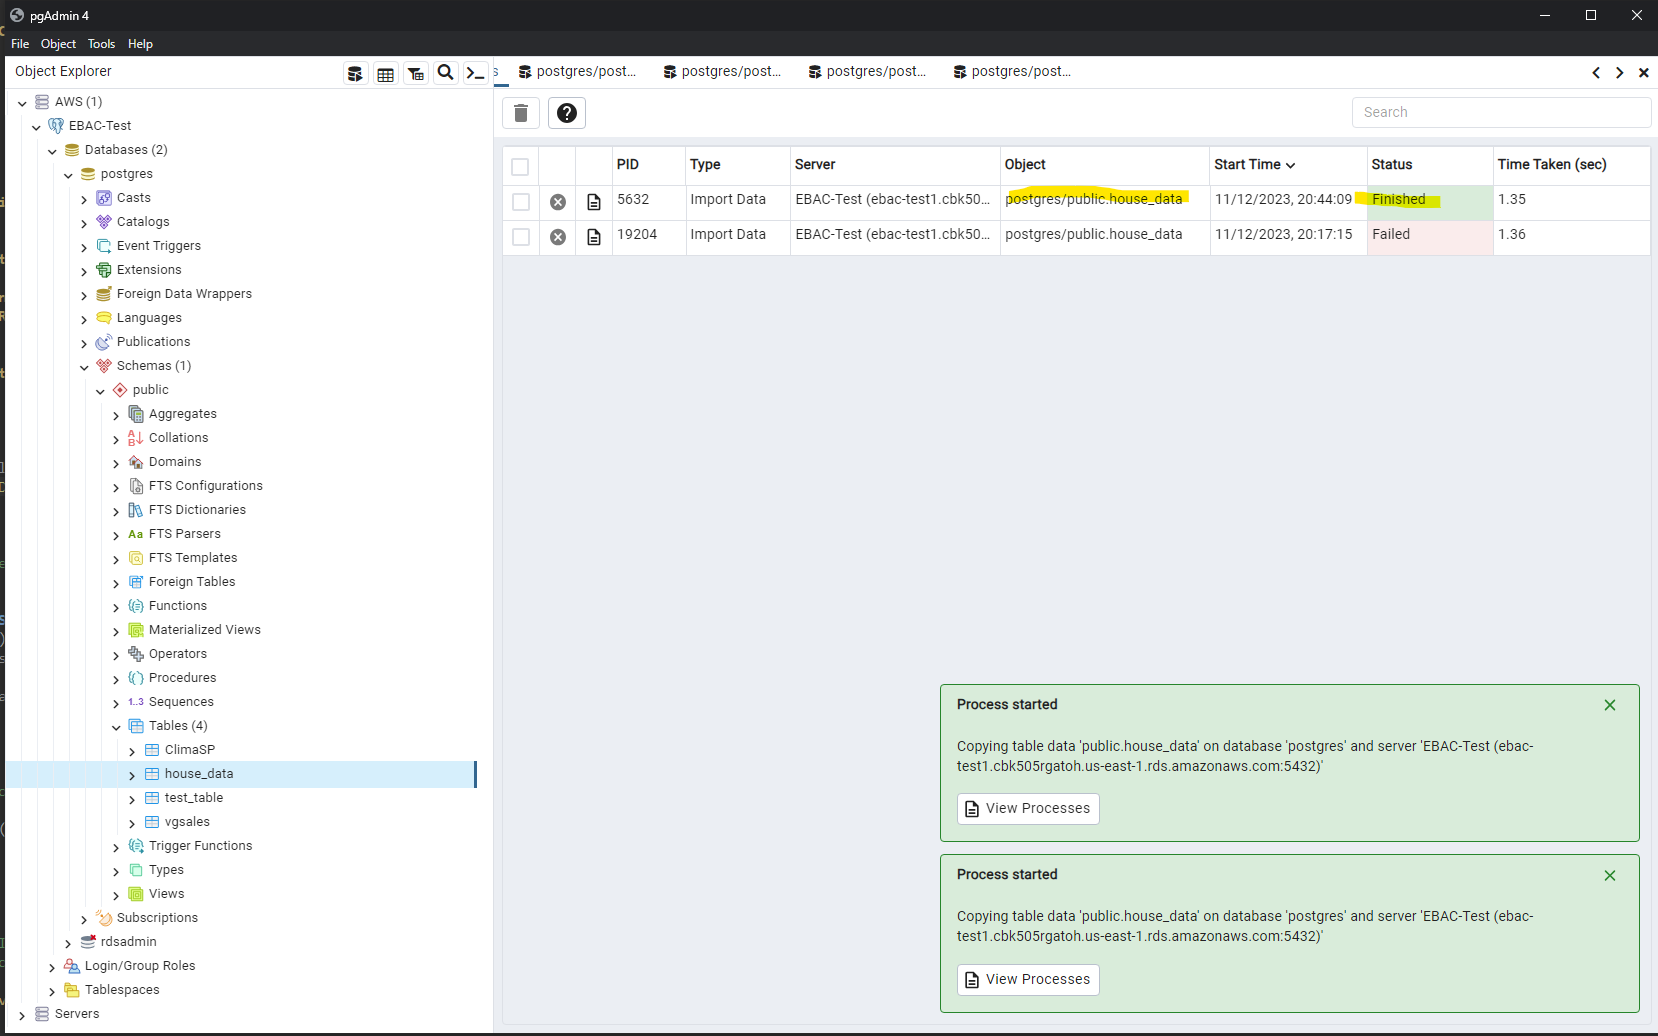 pgAdmin 4
File Object Tools Help
Object Explorer
postgres/post... postgres/post... postgres/post... postgres/post...
AWS (1)
EBAC-Test
Databases (2)
postgres
Casts
Catalogs
Event Triggers
Extensions
Foreign Data Wrappers
Languages
Publications
Schemas (1)
public
Aggregates
Collations
Domains
FTS Configurations
FTS Dictionaries
Aa FTS Parsers
FTS Templates
Foreign Tables
Functions
Materialized Views
Operators
Procedures
1..3 Sequences
Tables (4)
ClimaSP
house_data
test_table
vgsales
Trigger Functions
Types
Views
Subscriptions
rdsadmin
Login/Group Roles
Tablespaces
Servers
Search
PID Type Server Object Start Time Status Time Taken (sec)
5632 Import Data EBAC-Test (ebac-test1.cbk50... postgres/public.house_data 11/12/2023, 20:44:09 Finished 1.35
19204 Import Data EBAC-Test (ebac-test1.cbk50... postgres/public.house_data 11/12/2023, 20:17:15 Failed 1.36
Process started
Copying table data 'public.house_data' on database 'postgres' and server 'EBAC-Test (ebac-
test1.cbk505rgatoh.us-east-1.rds.amazonaws.com:5432)'
View Processes
Process started
Copying table data 'public.house_data' on database 'postgres' and server 'EBAC-Test (ebac-
test1.cbk505rgatoh.us-east-1.rds.amazonaws.com:5432)'
View Processes